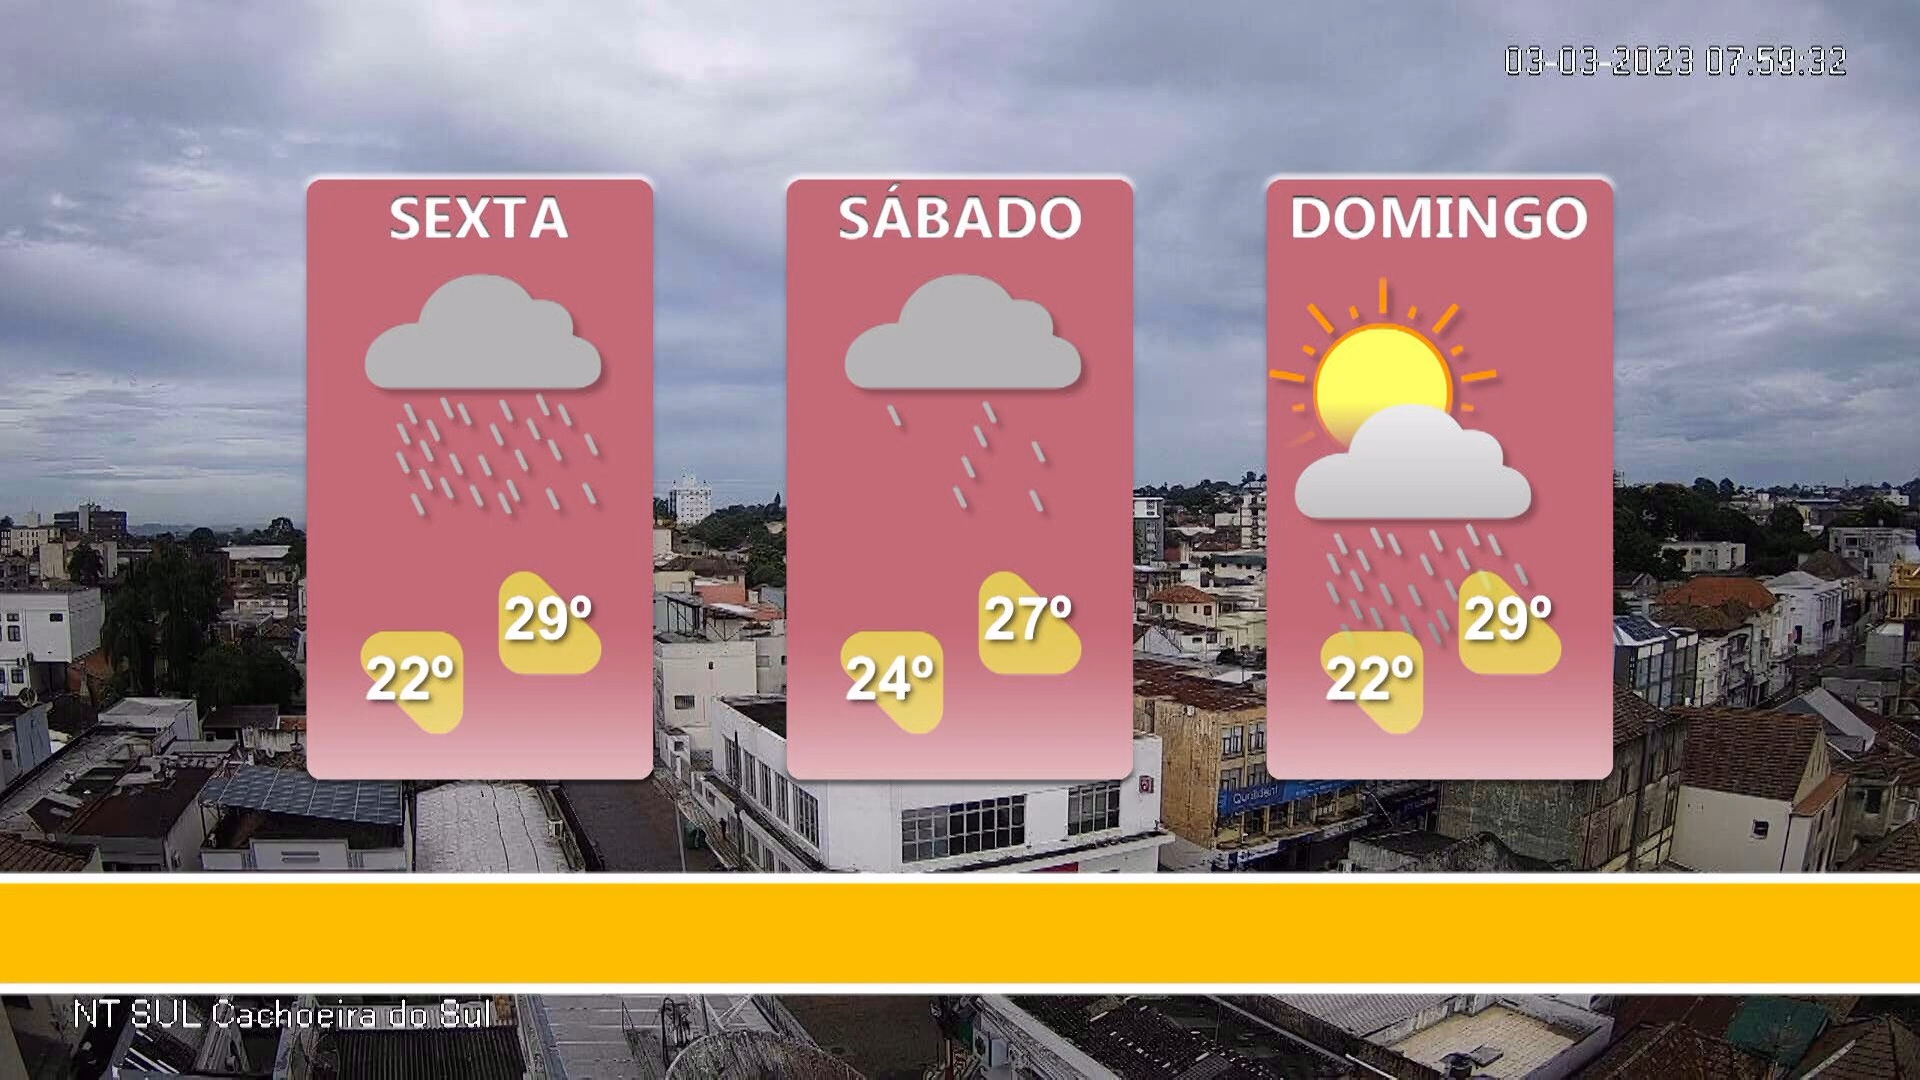 03-03-2023 07:59:32
SEXTA
SÁBADO
DOMINGO
29º
22º
27º
24º
29º
22º
Qualident
NT SUL Cachoeira do Sul